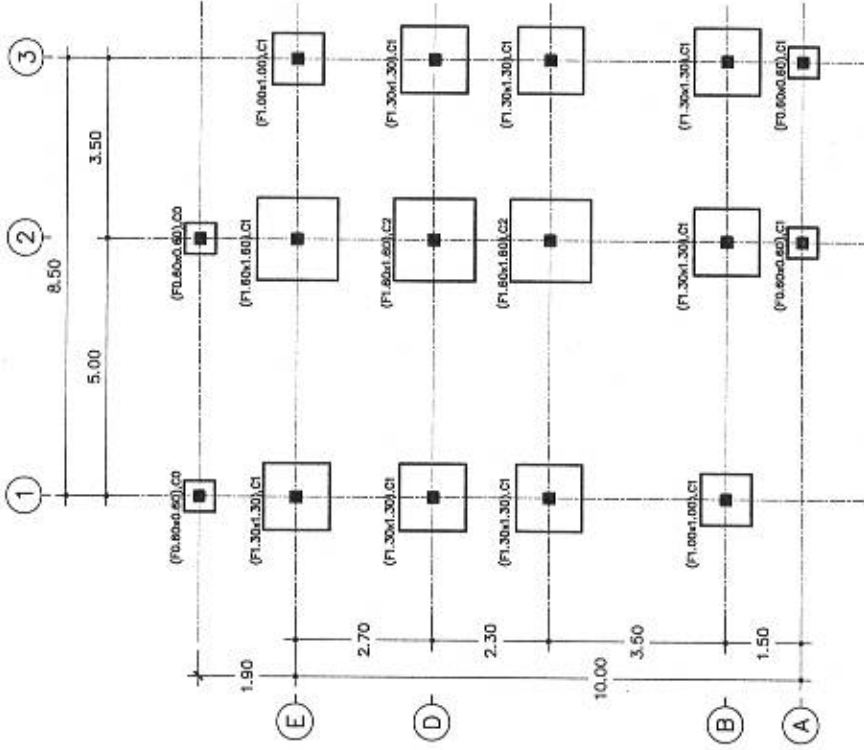 3
(F1.00x1.00),C1
(F1.30x1.30),C1
(F1.30x1.30),C1
(F1.30x1.30),C1
(F0.60x0.60),C1
3.50
8.50
2
(F0.60x0.60),C0
(F1.60x1.60),C1
(F1.60x1.60),C2
(F1.60x1.60),C2
(F1.30x1.30),C1
(F0.60x0.60),C1
5.00
1
(F0.60x0.60),C0
(F1.30x1.30),C1
(F1.30x1.30),C1
(F1.30x1.30),C1
(F1.00x1.00),C1
1.90
2.70
2.30
3.50
1.50
10.00
E
D
B
A